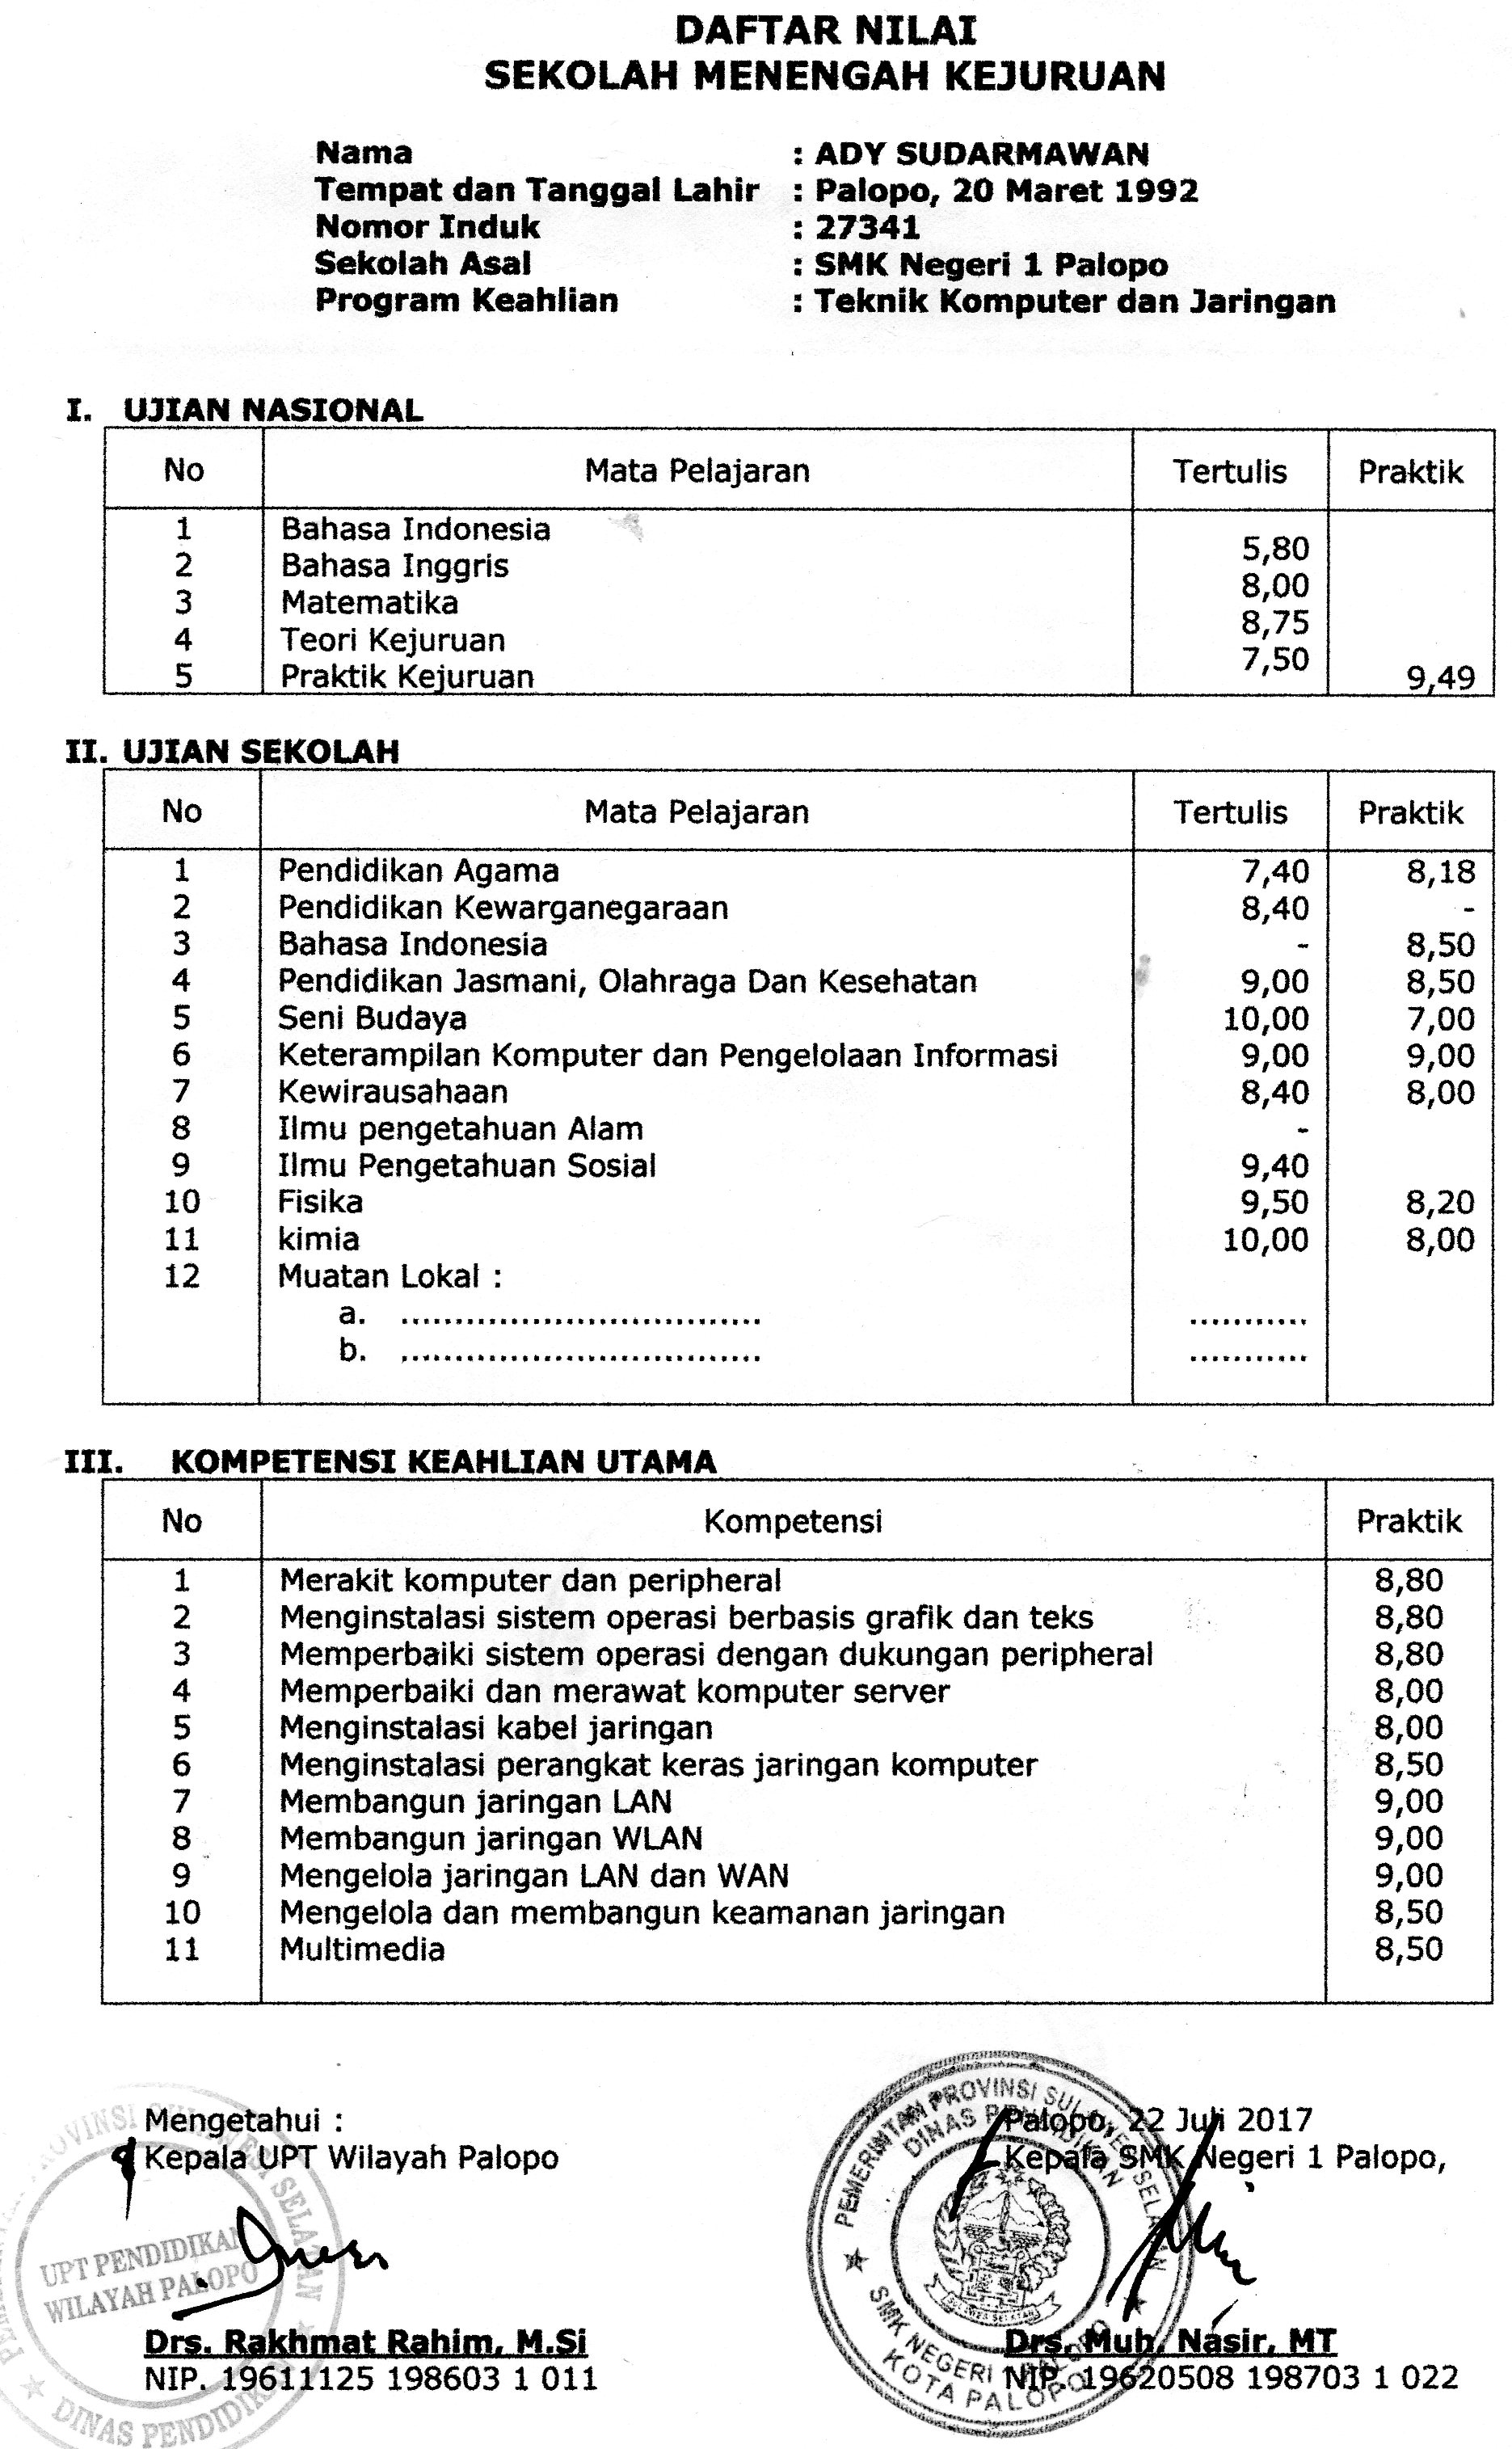 DAFTAR NILAI
SEKOLAH MENENGAH KEJURUAN
Nama : ADY SUDARMAWAN
Tempat dan Tanggal Lahir : Palopo, 20 Maret 1992
Nomor Induk : 27341
Sekolah Asal : SMK Negeri 1 Palopo
Program Keahlian : Teknik Komputer dan Jaringan
I. UJIAN NASIONAL
No Mata Pelajaran Tertulis Praktik
1 Bahasa Indonesia 5,80
2 Bahasa Inggris 8,00
3 Matematika 8,75
4 Teori Kejuruan 7,50
5 Praktik Kejuruan 9,49
II. UJIAN SEKOLAH
No Mata Pelajaran Tertulis Praktik
1 Pendidikan Agama 7,40 8,18
2 Pendidikan Kewarganegaraan 8,40 -
3 Bahasa Indonesia - 8,50
4 Pendidikan Jasmani, Olahraga Dan Kesehatan 9,00 8,50
5 Seni Budaya 10,00 7,00
6 Keterampilan Komputer dan Pengelolaan Informasi 9,00 9,00
7 Kewirausahaan 8,40 8,00
8 Ilmu pengetahuan Alam -
9 Ilmu Pengetahuan Sosial 9,40
10 Fisika 9,50 8,20
11 kimia 10,00 8,00
12 Muatan Lokal :
a. ................................. ...........
b. ................................. ...........
III. KOMPETENSI KEAHLIAN UTAMA
No Kompetensi Praktik
1 Merakit komputer dan peripheral 8,80
2 Menginstalasi sistem operasi berbasis grafik dan teks 8,80
3 Memperbaiki sistem operasi dengan dukungan peripheral 8,80
4 Memperbaiki dan merawat komputer server 8,00
5 Menginstalasi kabel jaringan 8,00
6 Menginstalasi perangkat keras jaringan komputer 8,50
7 Membangun jaringan LAN 9,00
8 Membangun jaringan WLAN 9,00
9 Mengelola jaringan LAN dan WAN 9,00
10 Mengelola dan membangun keamanan jaringan 8,50
11 Multimedia 8,50
Mengetahui :
Kepala UPT Wilayah Palopo
UPT PENDIDIKAN
WILAYAH PALOPO
DINAS PENDIDIK
Drs. Rakhmat Rahim, M.Si
NIP. 19611125 198603 1 011
Palopo, 22 Juli 2017
Kepala SMK Negeri 1 Palopo,
PEMERINTAH PROVINSI SULAWESI SELATAN
DINAS PENDIDIKAN
SMK NEGERI 1 PALOPO
KOTA PALOPO
Drs. Muh. Nasir, MT
NIP. 19620508 198703 1 022